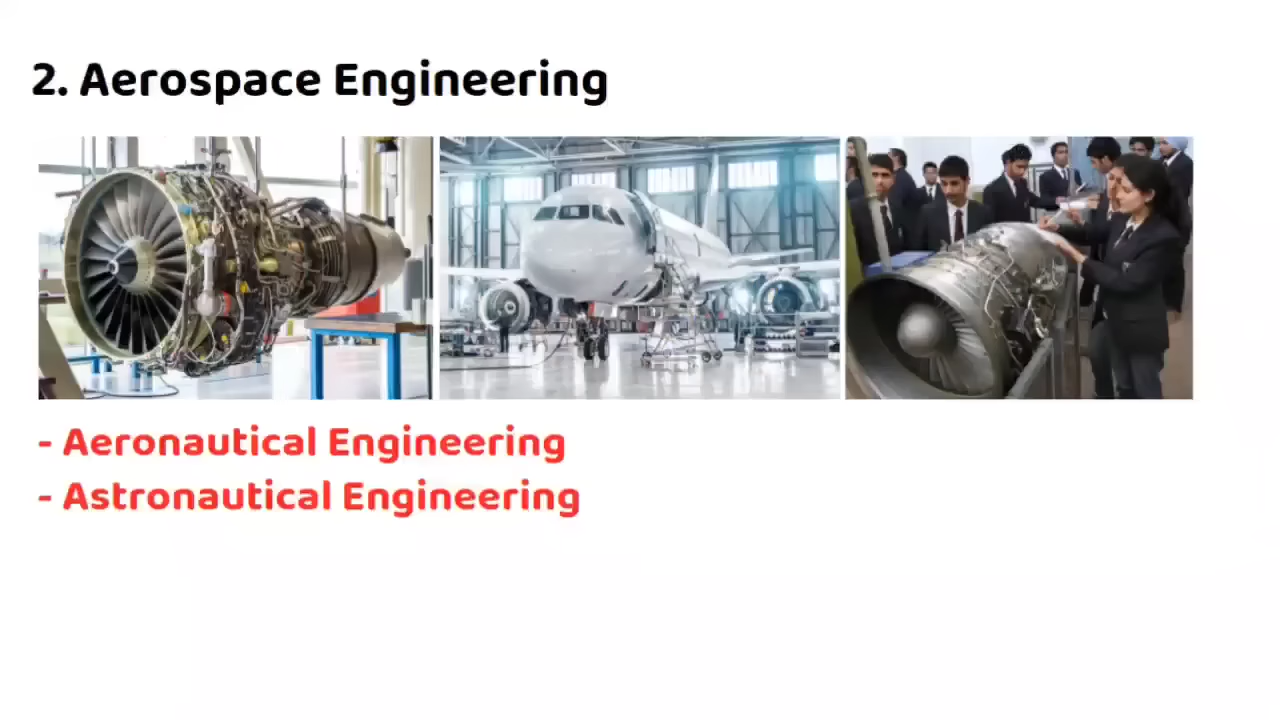 2. Aerospace Engineering
- Aeronautical Engineering
- Astronautical Engineering